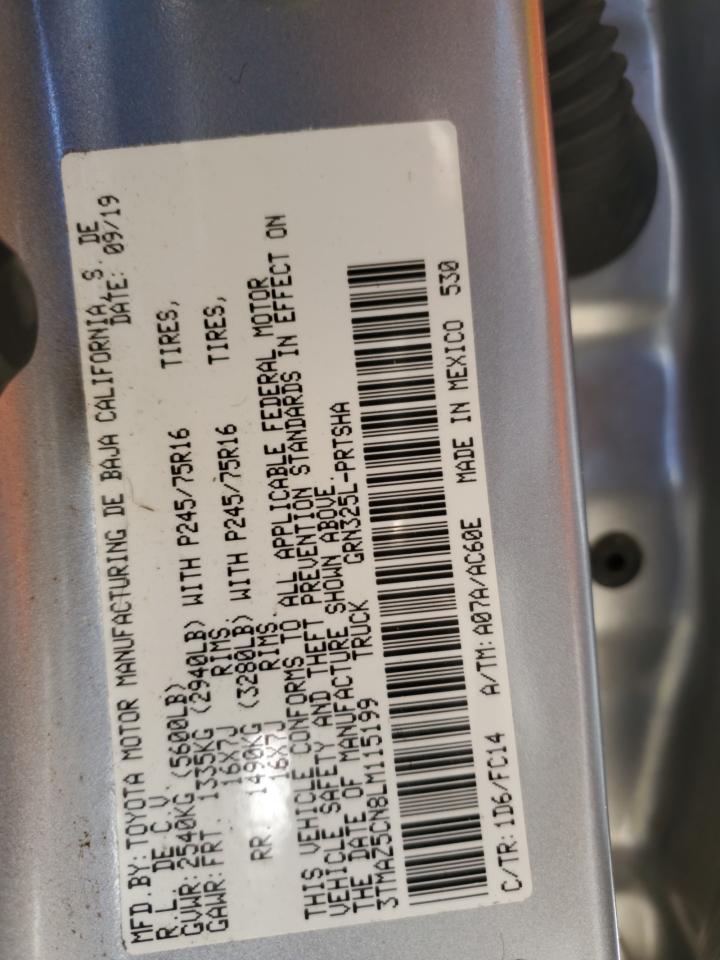 MFD.BY:TOYOTA MOTOR MANUFACTURING DE BAJA CALIFORNIA, S. DE
R.L. DE C.V. DATE: 09/19
GVWR:2540KG (5600LB)
GAWR:FRT. 1335KG (2940LB) WITH P245/75R16 TIRES,
16X7J RIMS
RR. 1490KG (3280LB) WITH P245/75R16 TIRES,
16X7J RIMS
THIS VEHICLE CONFORMS TO ALL APPLICABLE FEDERAL MOTOR
VEHICLE SAFETY AND THEFT PREVENTION STANDARDS IN EFFECT ON
THE DATE OF MANUFACTURE SHOWN ABOVE.
3TMAZ5CN8LM115199 TRUCK GRN325L-PRTSHA
C/TR:1D6/FC14 A/TM:A07A/AC60E MADE IN MEXICO 530